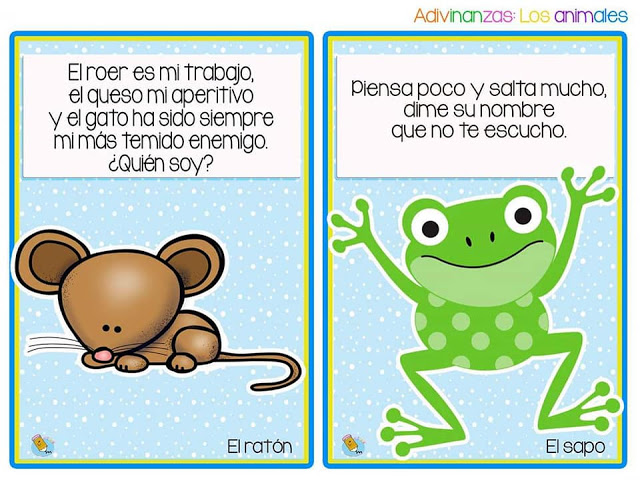 Adivinanzas: Los animales
El roer es mi trabajo,
el queso mi aperitivo
y el gato ha sido siempre
mi más temido enemigo.
¿Quién soy?
El ratón
Piensa poco y salta mucho,
dime su nombre
que no te escucho.
El sapo